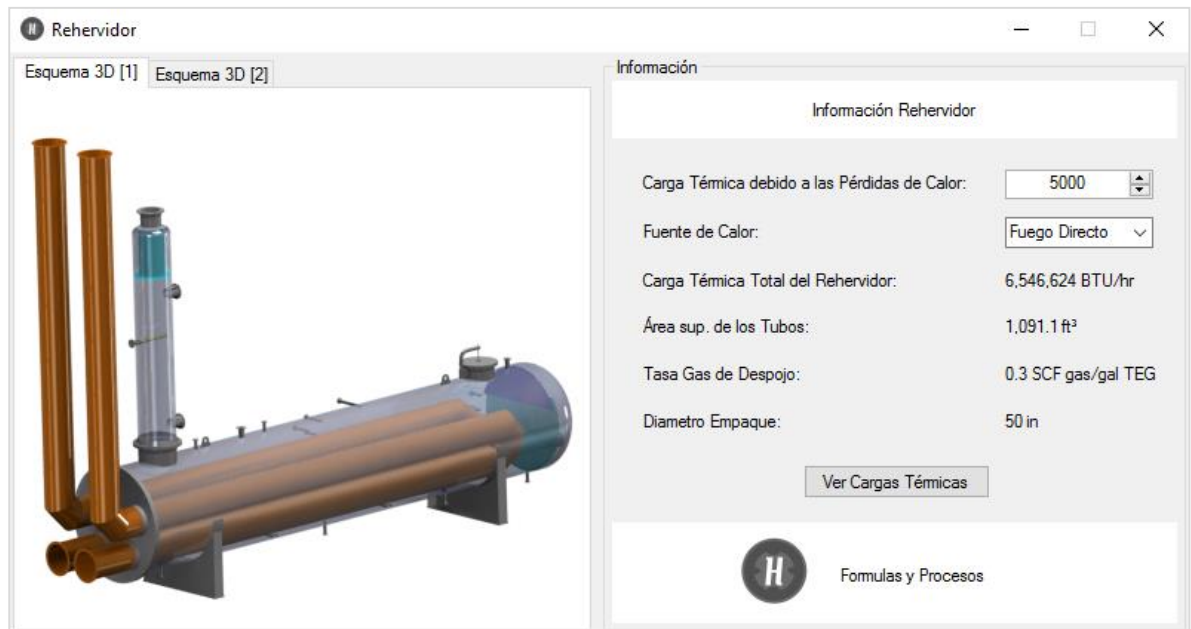 Rehervidor
Esquema 3D [1]
Esquema 3D [2]
Información
Información Rehervidor
Carga Térmica debido a las Pérdidas de Calor: 5000
Fuente de Calor: Fuego Directo
Carga Térmica Total del Rehervidor: 6,546,624 BTU/hr
Área sup. de los Tubos: 1,091.1 ft³
Tasa Gas de Despojo: 0.3 SCF gas/gal TEG
Diametro Empaque: 50 in
Ver Cargas Térmicas
H Formulas y Procesos